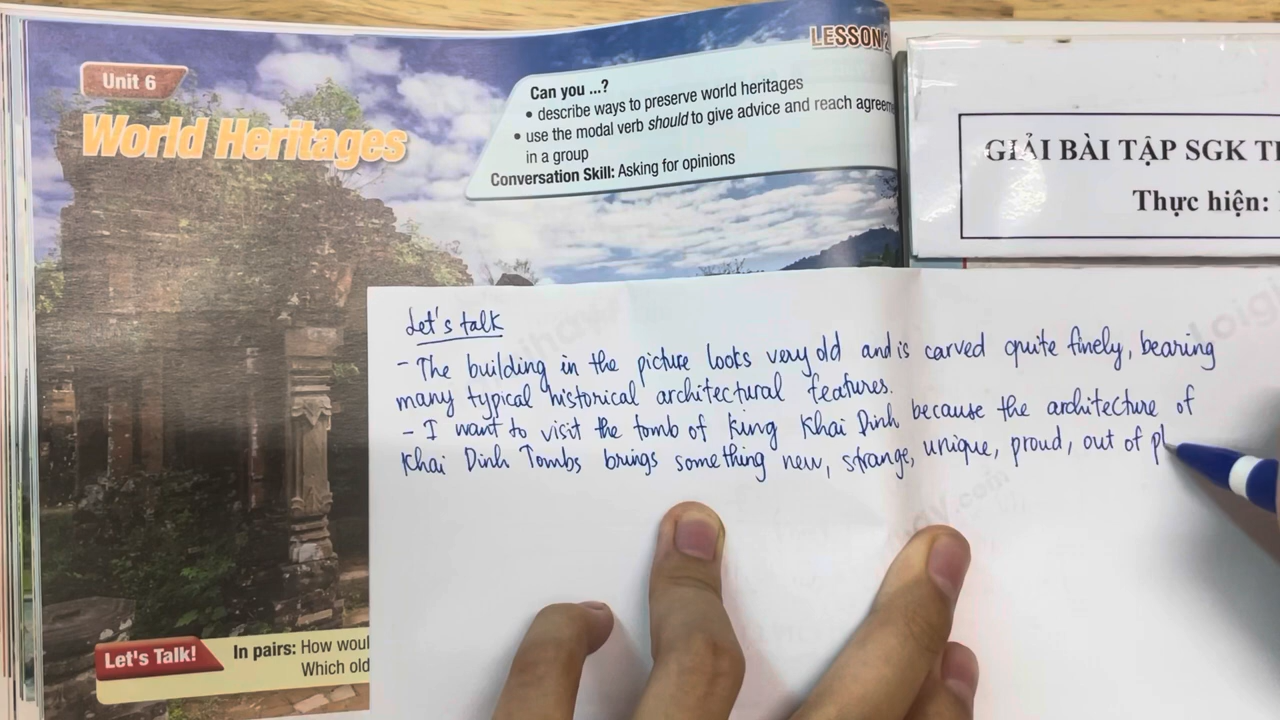 LESSON 2
Unit 6
World Heritages
Can you ...?
• describe ways to preserve world heritages
• use the modal verb should to give advice and reach agreem
in a group
Conversation Skill: Asking for opinions
GIẢI BÀI TẬP SGK
Thực hiện:
Let's talk
- The building in the picture looks very old and is carved quite finely, bearing
many typical historical architectural features.
- I want to visit the tomb of king Khai Dinh because the architecture of
Khai Dinh Tombs brings something new, strange, unique, proud, out of pl
Let's Talk!
In pairs: How woul
Which old